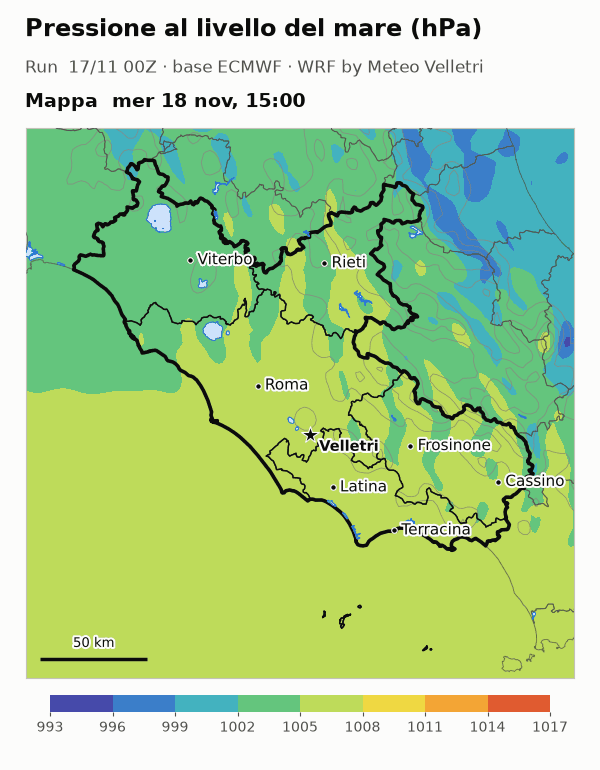 Pressione al livello del mare (hPa)
Run  17/11 00Z · base ECMWF · WRF by Meteo Velletri
Mappa  mer 18 nov, 15:00
Viterbo
Rieti
Roma
Velletri
Frosinone
Cassino
Latina
Terracina
50 km
993 996 999 1002 1005 1008 1011 1014 1017